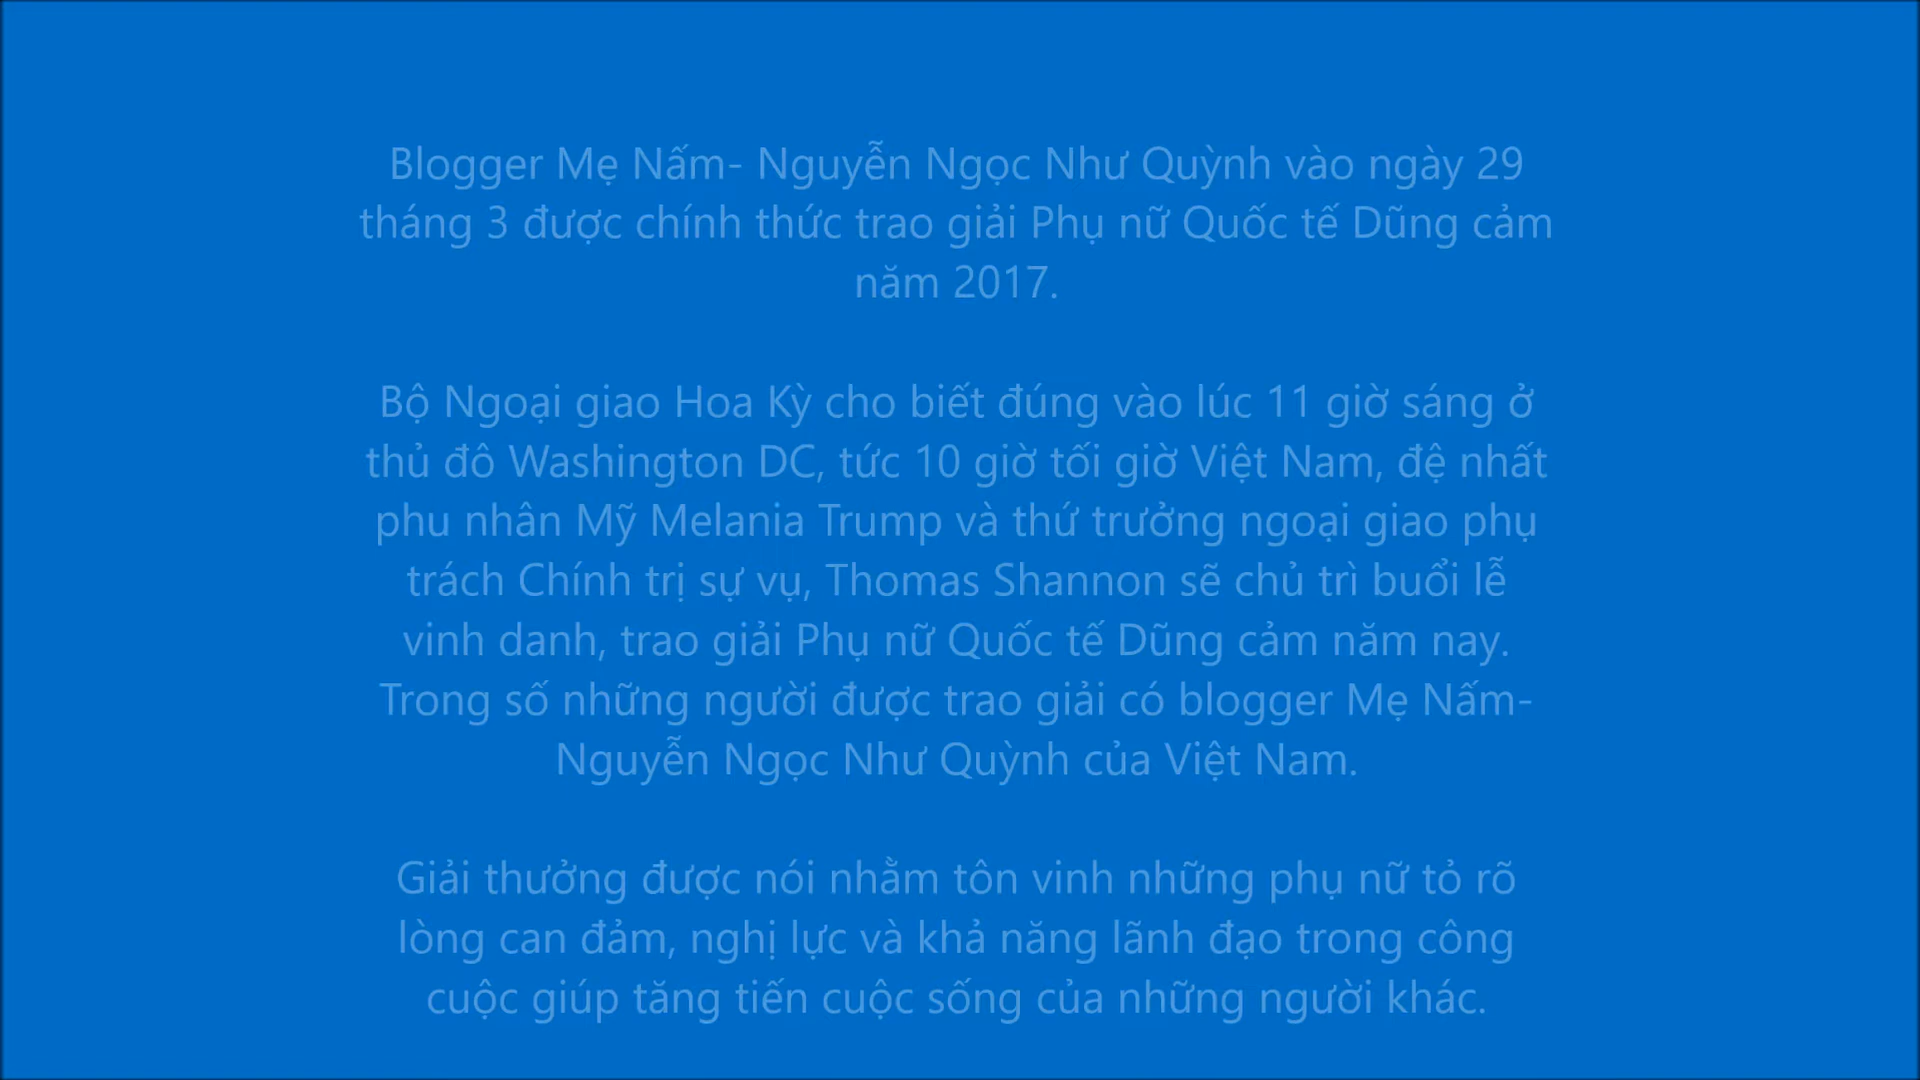 Blogger Mẹ Nấm- Nguyễn Ngọc Như Quỳnh vào ngày 29
tháng 3 được chính thức trao giải Phụ nữ Quốc tế Dũng cảm
năm 2017.
Bộ Ngoại giao Hoa Kỳ cho biết đúng vào lúc 11 giờ sáng ở
thủ đô Washington DC, tức 10 giờ tối giờ Việt Nam, đệ nhất
phu nhân Mỹ Melania Trump và thứ trưởng ngoại giao phụ
trách Chính trị sự vụ, Thomas Shannon sẽ chủ trì buổi lễ
vinh danh, trao giải Phụ nữ Quốc tế Dũng cảm năm nay.
Trong số những người được trao giải có blogger Mẹ Nấm-
Nguyễn Ngọc Như Quỳnh của Việt Nam.
Giải thưởng được nói nhằm tôn vinh những phụ nữ tỏ rõ
lòng can đảm, nghị lực và khả năng lãnh đạo trong công
cuộc giúp tăng tiến cuộc sống của những người khác.